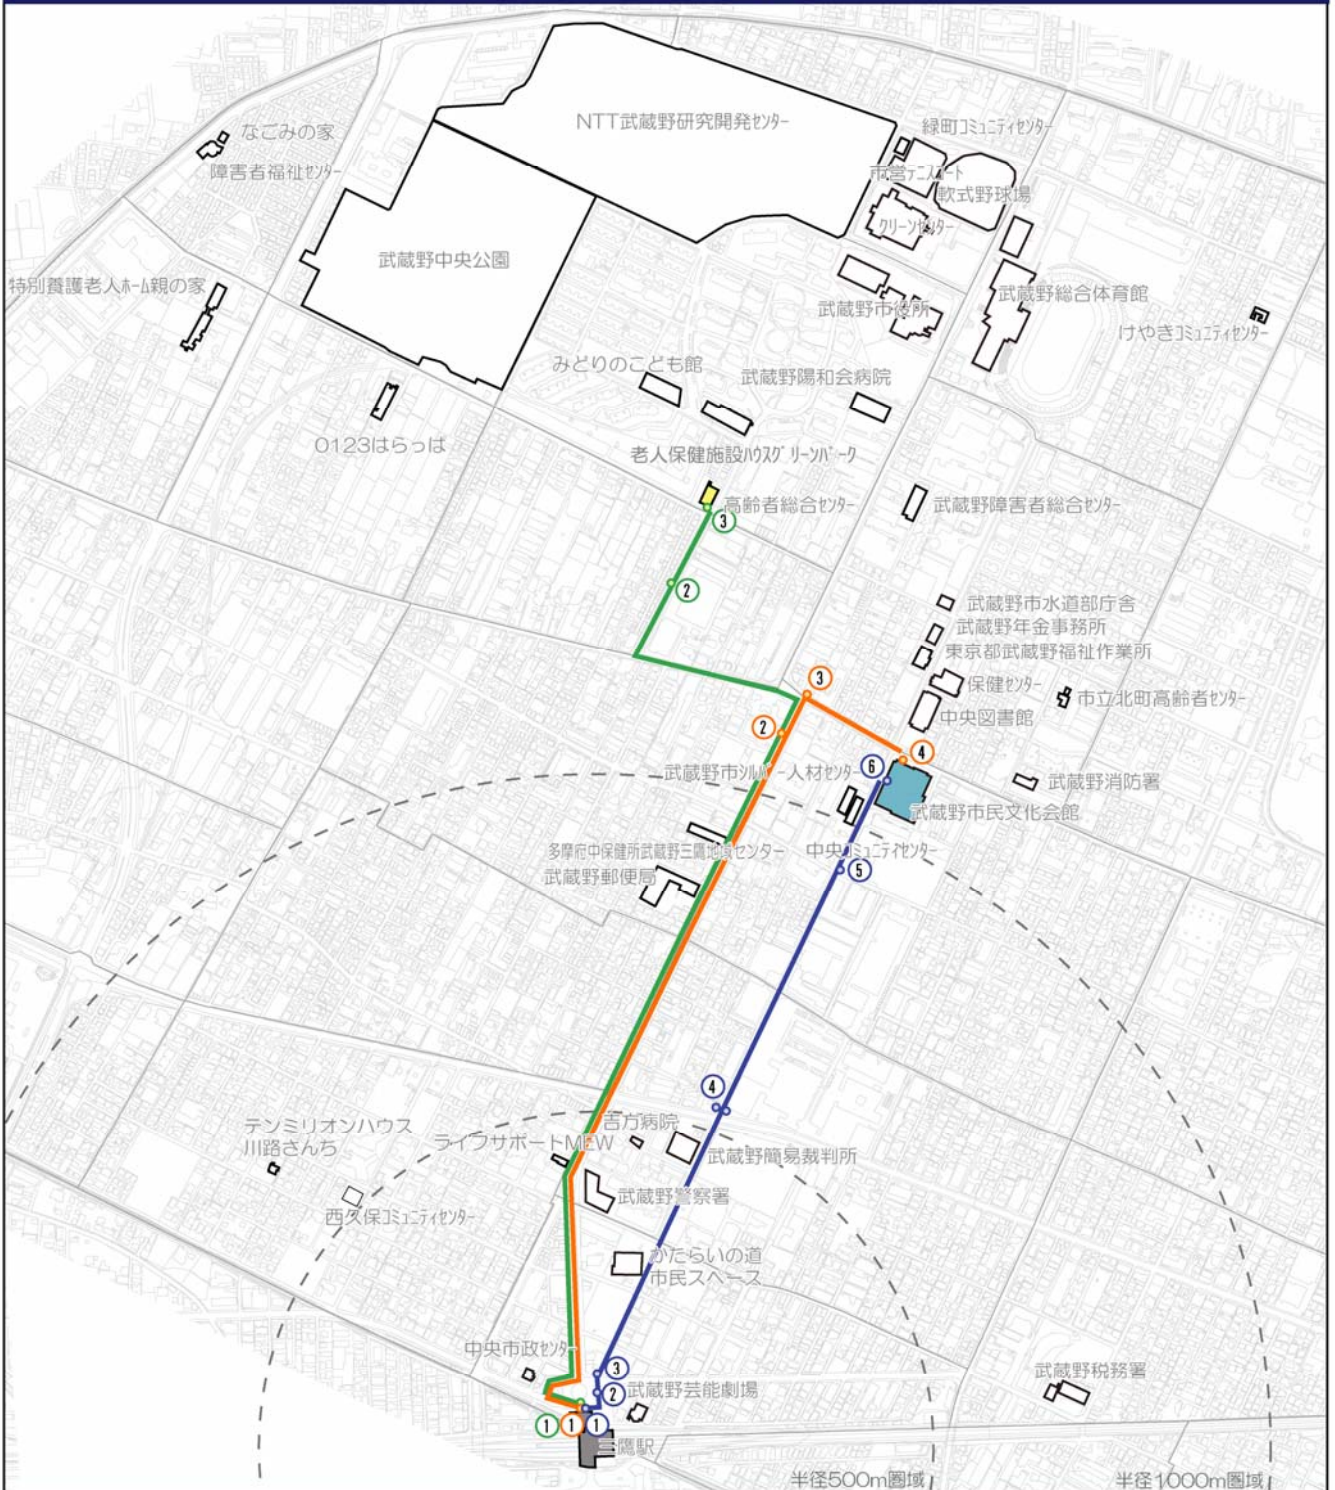 なごみの家
障害者福祉センター
NTT武蔵野研究開発センター
緑町コミュニティセンター
市営テニスコート
軟式野球場
クリーンセンター
武蔵野中央公園
特別養護老人ホーム親の家
武蔵野市役所
武蔵野総合体育館
けやきコミュニティセンター
みどりのこども館
武蔵野陽和会病院
0123はらっぱ
老人保健施設ハウスグリーンパーク
高齢者総合センター
③
武蔵野障害者総合センター
②
武蔵野市水道部庁舎
武蔵野年金事務所
東京都武蔵野福祉作業所
保健センター
市立北町高齢者センター
中央図書館
③
②
④
武蔵野市シルバー人材センター
⑥
武蔵野消防署
武蔵野市民文化会館
多摩府中保健所武蔵野三鷹地域センター
中央コミュニティセンター
武蔵野郵便局
⑤
④
テンミリオンハウス
川路さんち
ライフサポートMEW
吉方病院
武蔵野簡易裁判所
武蔵野警察署
西久保コミュニティセンター
かたらいの道
市民スペース
中央市政センター
③
②
武蔵野芸能劇場
武蔵野税務署
①
①
①
三鷹駅
半径500m圏域
半径1000m圏域